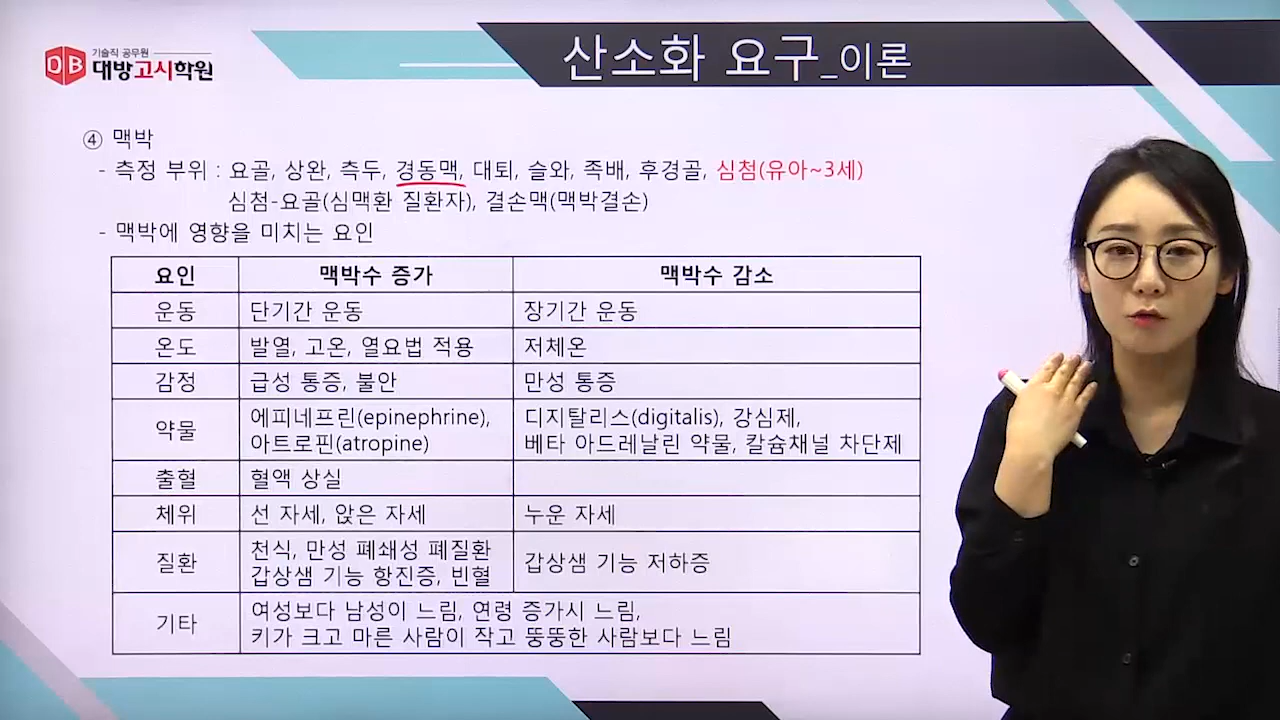 기술직 공무원
DB 대방고시학원
산소화 요구_이론
④ 맥박
- 측정 부위 : 요골, 상완, 측두, 경동맥, 대퇴, 슬와, 족배, 후경골, 심첨(유아~3세)
심첨-요골(심맥환 질환자), 결손맥(맥박결손)
- 맥박에 영향을 미치는 요인
요인 맥박수 증가 맥박수 감소
운동 단기간 운동 장기간 운동
온도 발열, 고온, 열요법 적용 저체온
감정 급성 통증, 불안 만성 통증
약물 에피네프린(epinephrine), 디지탈리스(digitalis), 강심제,
아트로핀(atropine) 베타 아드레날린 약물, 칼슘채널 차단제
출혈 혈액 상실
체위 선 자세, 앉은 자세 누운 자세
질환 천식, 만성 폐쇄성 폐질환 갑상샘 기능 저하증
갑상샘 기능 항진증, 빈혈
기타 여성보다 남성이 느림, 연령 증가시 느림,
키가 크고 마른 사람이 작고 뚱뚱한 사람보다 느림